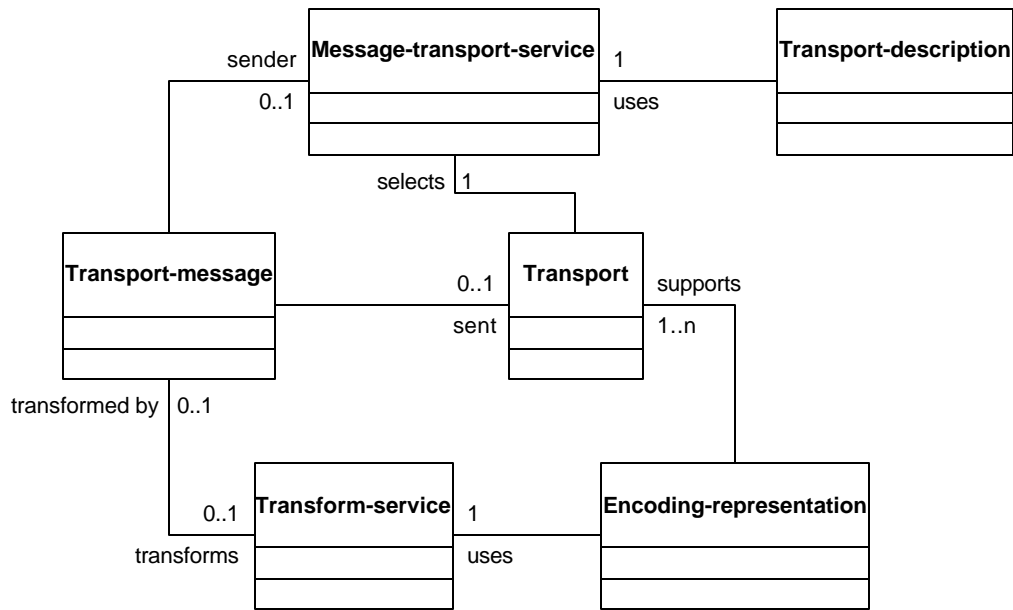 sender
Message-transport-service
1
Transport-description
0..1
uses
selects
1
Transport-message
0..1
Transport
supports
sent
1..n
transformed by
0..1
0..1
Transform-service
1
Encoding-representation
transforms
uses